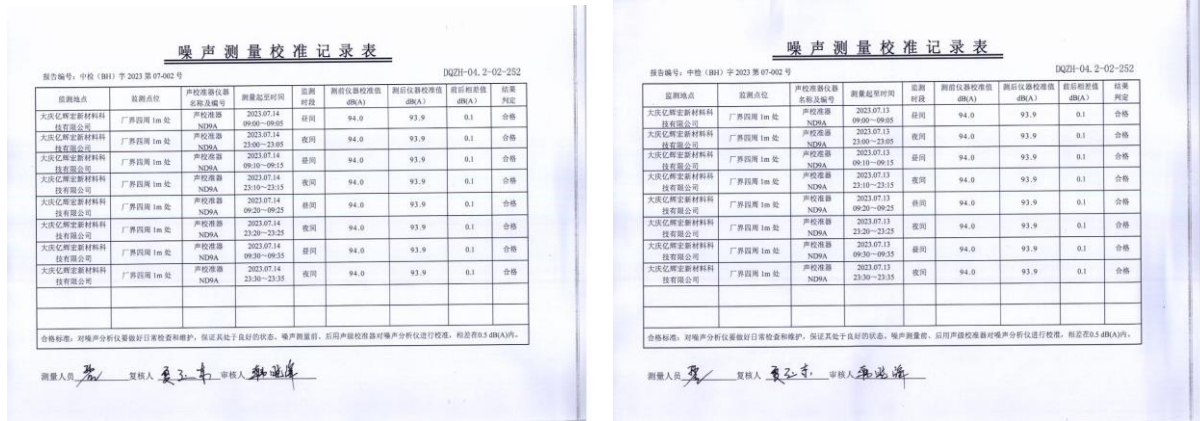 噪声测量校准记录表
报告编号：中检（BH）字 2023 第 07-002 号
DQZH-04.2-02-252
监测地点 监测点位 声校准器仪器名称及编号 测量起至时间 监测时段 测前仪器校准值 dB(A) 测后仪器校准值 dB(A) 前后相差值 dB(A) 结果判定
大庆亿辉宏新材料科技有限公司 厂界四周 1m 处 声校准器 ND9A 2023.07.14 09:00～09:05 昼间 94.0 93.9 0.1 合格
大庆亿辉宏新材料科技有限公司 厂界四周 1m 处 声校准器 ND9A 2023.07.14 23:00～23:05 夜间 94.0 93.9 0.1 合格
大庆亿辉宏新材料科技有限公司 厂界四周 1m 处 声校准器 ND9A 2023.07.14 09:10～09:15 昼间 94.0 93.9 0.1 合格
大庆亿辉宏新材料科技有限公司 厂界四周 1m 处 声校准器 ND9A 2023.07.14 23:10～23:15 夜间 94.0 93.9 0.1 合格
大庆亿辉宏新材料科技有限公司 厂界四周 1m 处 声校准器 ND9A 2023.07.14 09:20～09:25 昼间 94.0 93.9 0.1 合格
大庆亿辉宏新材料科技有限公司 厂界四周 1m 处 声校准器 ND9A 2023.07.14 23:20～23:25 夜间 94.0 93.9 0.1 合格
大庆亿辉宏新材料科技有限公司 厂界四周 1m 处 声校准器 ND9A 2023.07.14 09:30～09:35 昼间 94.0 93.9 0.1 合格
大庆亿辉宏新材料科技有限公司 厂界四周 1m 处 声校准器 ND9A 2023.07.14 23:30～23:35 夜间 94.0 93.9 0.1 合格
合格标准：对噪声分析仪要做好日常检查和维护，保证其处于良好的状态。噪声测量前、后用声级校准器对噪声分析仪进行校准，相差在0.5 dB(A)内。
测量人员 复核人 审核人
噪声测量校准记录表
报告编号：中检（BH）字 2023 第 07-002 号
DQZH-04.2-02-252
监测地点 监测点位 声校准器仪器名称及编号 测量起至时间 监测时段 测前仪器校准值 dB(A) 测后仪器校准值 dB(A) 前后相差值 dB(A) 结果判定
大庆亿辉宏新材料科技有限公司 厂界四周 1m 处 声校准器 ND9A 2023.07.13 09:00～09:05 昼间 94.0 93.9 0.1 合格
大庆亿辉宏新材料科技有限公司 厂界四周 1m 处 声校准器 ND9A 2023.07.13 23:00～23:05 夜间 94.0 93.9 0.1 合格
大庆亿辉宏新材料科技有限公司 厂界四周 1m 处 声校准器 ND9A 2023.07.13 09:10～09:15 昼间 94.0 93.9 0.1 合格
大庆亿辉宏新材料科技有限公司 厂界四周 1m 处 声校准器 ND9A 2023.07.13 23:10～23:15 夜间 94.0 93.9 0.1 合格
大庆亿辉宏新材料科技有限公司 厂界四周 1m 处 声校准器 ND9A 2023.07.13 09:20～09:25 昼间 94.0 93.9 0.1 合格
大庆亿辉宏新材料科技有限公司 厂界四周 1m 处 声校准器 ND9A 2023.07.13 23:20～23:25 夜间 94.0 93.9 0.1 合格
大庆亿辉宏新材料科技有限公司 厂界四周 1m 处 声校准器 ND9A 2023.07.13 09:30～09:35 昼间 94.0 93.9 0.1 合格
大庆亿辉宏新材料科技有限公司 厂界四周 1m 处 声校准器 ND9A 2023.07.13 23:30～23:35 夜间 94.0 93.9 0.1 合格
合格标准：对噪声分析仪要做好日常检查和维护，保证其处于良好的状态。噪声测量前、后用声级校准器对噪声分析仪进行校准，相差在0.5 dB(A)内。
测量人员 复核人 审核人